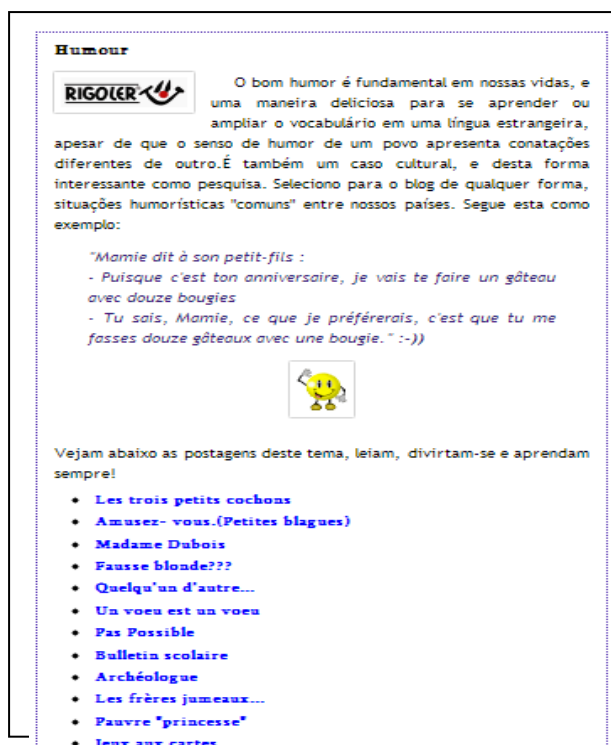 Humour
RIGOLER
O bom humor é fundamental em nossas vidas, e
uma maneira deliciosa para se aprender ou
ampliar o vocabulário em uma língua estrangeira,
apesar de que o senso de humor de um povo apresenta conatações
diferentes de outro.É também um caso cultural, e desta forma
interessante como pesquisa. Seleciono para o blog de qualquer forma,
situações humorísticas "comuns" entre nossos países. Segue esta como
exemplo:
"Mamie dit à son petit-fils :
- Puisque c'est ton anniversaire, je vais te faire un gâteau
avec douze bougies
- Tu sais, Mamie, ce que je préférerais, c'est que tu me
fasses douze gâteaux avec une bougie." :-))
Vejam abaixo as postagens deste tema, leiam, divirtam-se e aprendam
sempre!
• Les trois petits cochons
• Amusez- vous.(Petites blagues)
• Madame Dubois
• Fausse blonde???
• Quelqu'un d'autre...
• Un voeu est un voeu
• Pas Possible
• Bulletin scolaire
• Archéologue
• Les frères jumeaux...
• Pauvre "princesse"
• Jeux aux cartes